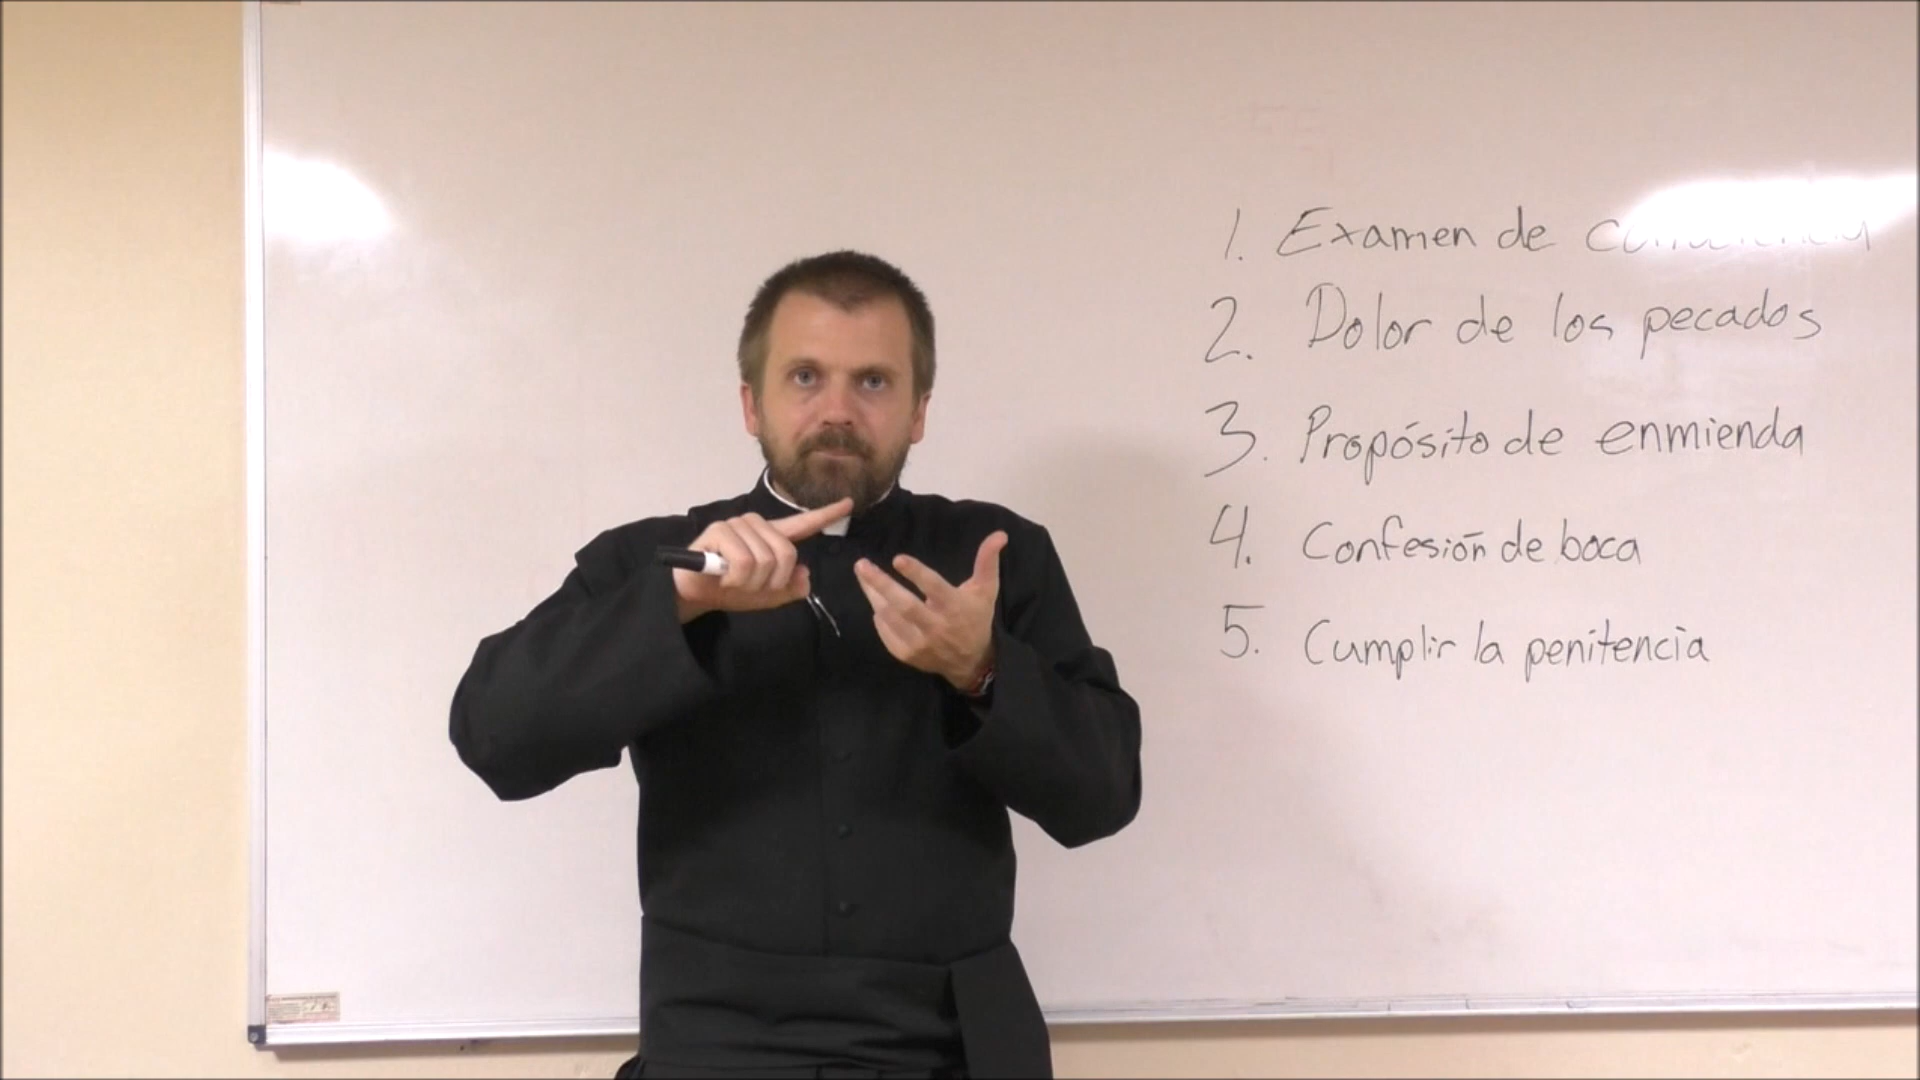 1. Examen de conciencia
2. Dolor de los pecados
3. Propósito de enmienda
4. Confesión de boca
5. Cumplir la penitencia